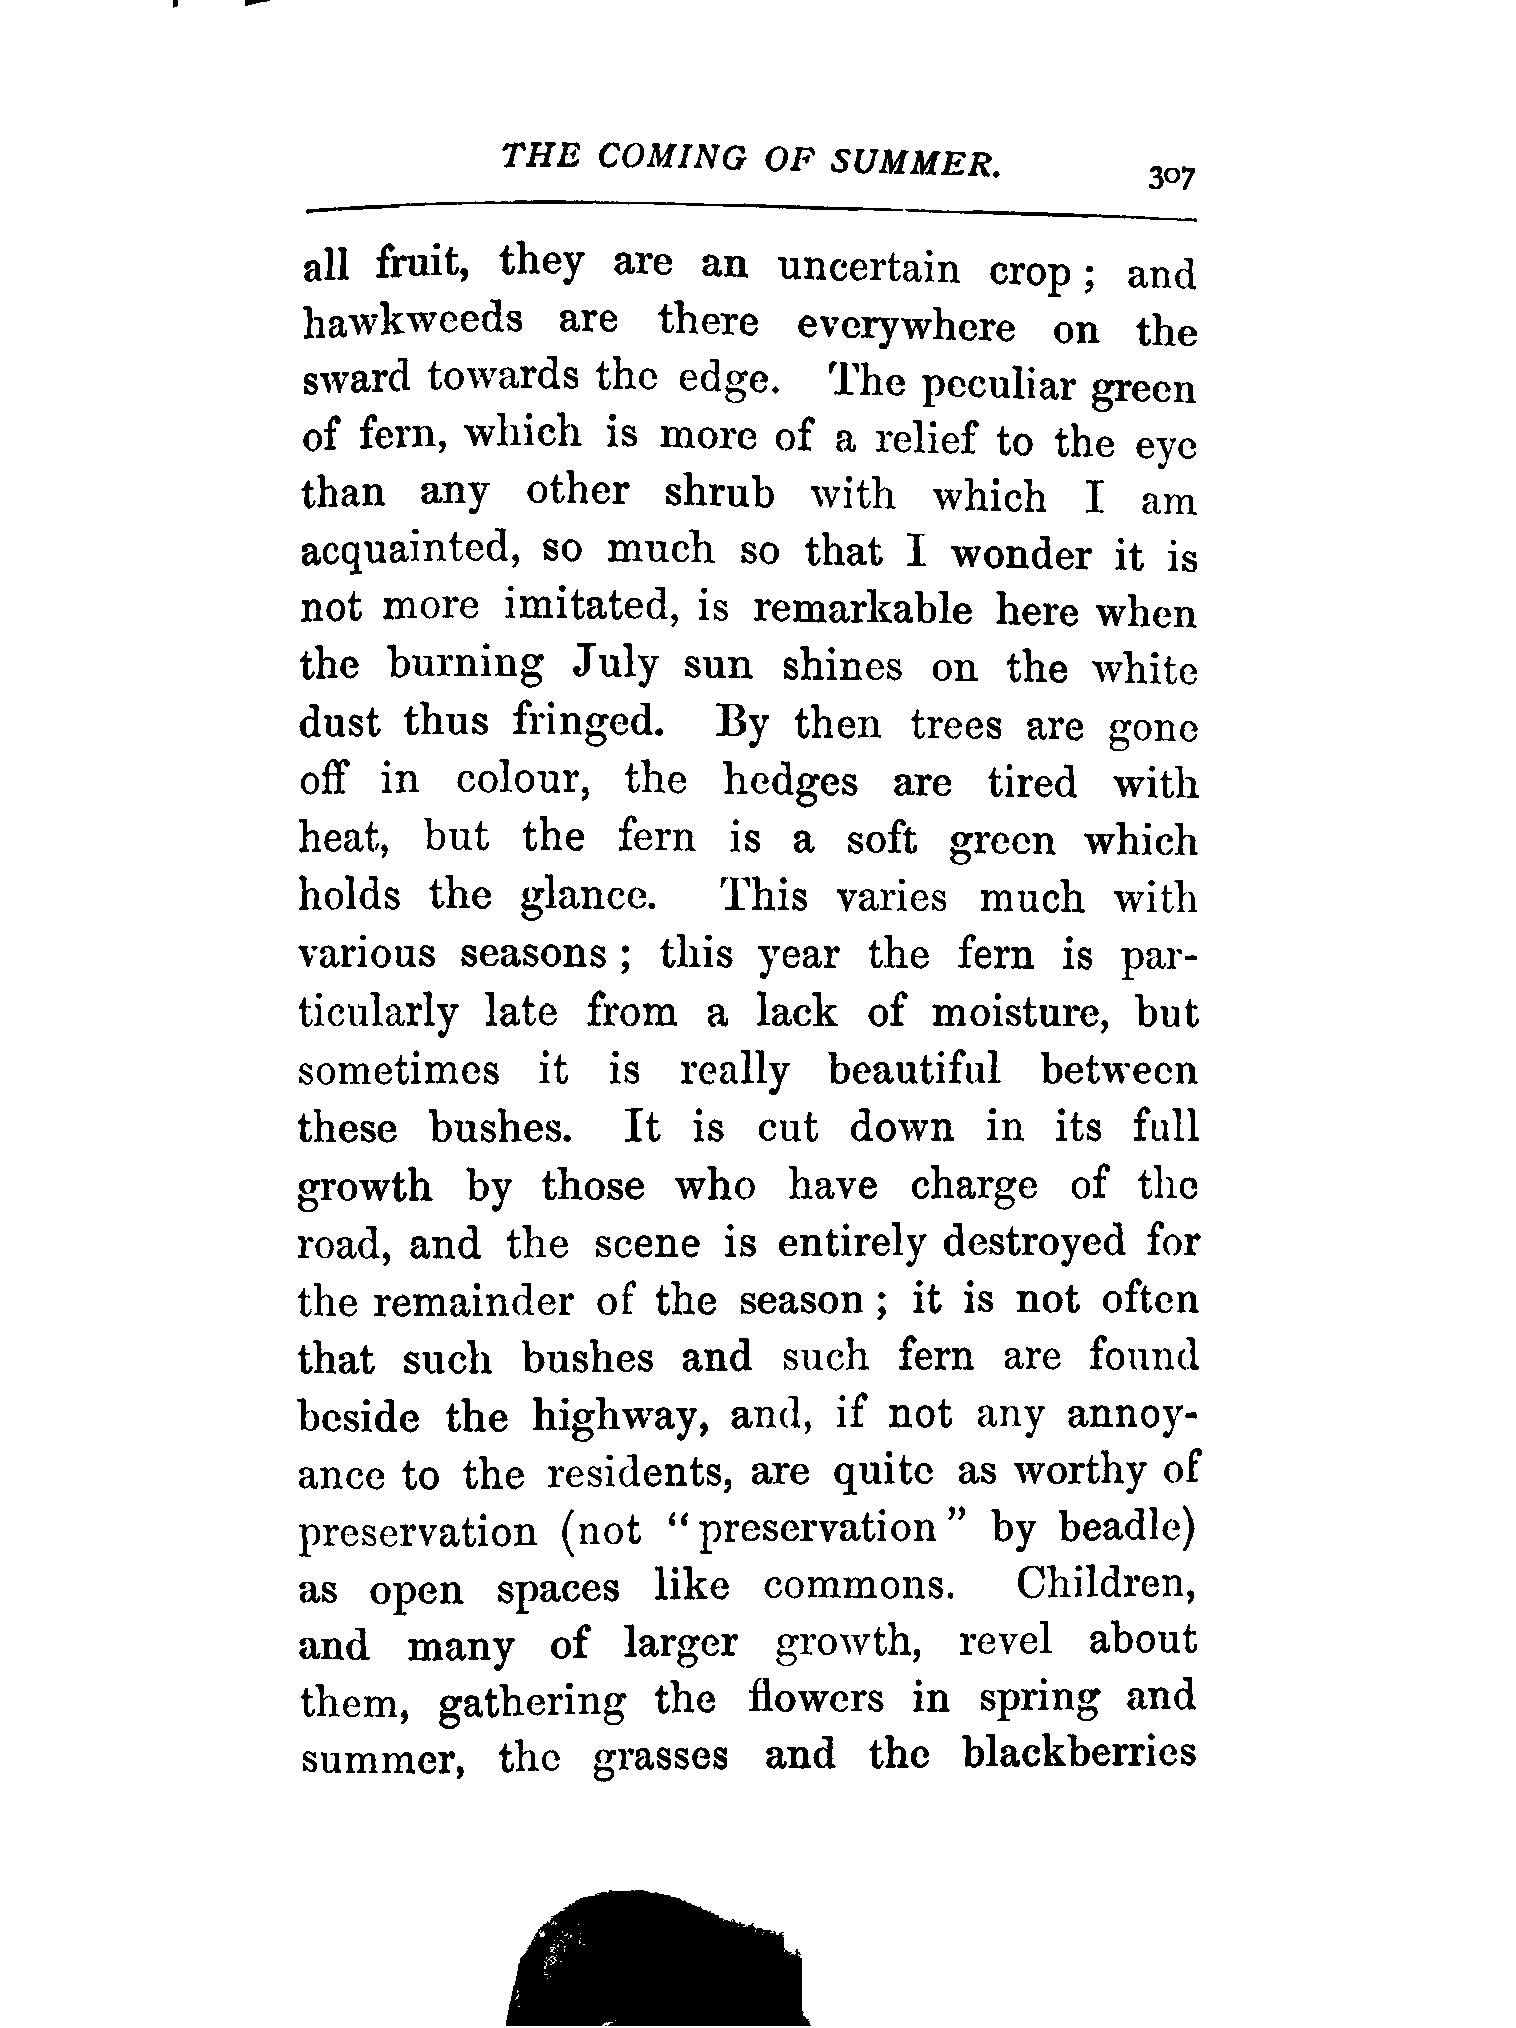 THE COMING OF SUMMER.
307
all fruit, they are an uncertain crop ; and
hawkweeds are there everywhere on the
sward towards the edge. The peculiar green
of fern, which is more of a relief to the eye
than any other shrub with which I am
acquainted, so much so that I wonder it is
not more imitated, is remarkable here when
the burning July sun shines on the white
dust thus fringed. By then trees are gone
off in colour, the hedges are tired with
heat, but the fern is a soft green which
holds the glance. This varies much with
various seasons ; this year the fern is par-
ticularly late from a lack of moisture, but
sometimes it is really beautiful between
these bushes. It is cut down in its full
growth by those who have charge of the
road, and the scene is entirely destroyed for
the remainder of the season ; it is not often
that such bushes and such fern are found
beside the highway, and, if not any annoy-
ance to the residents, are quite as worthy of
preservation (not “ preservation ” by beadle)
as open spaces like commons. Children,
and many of larger growth, revel about
them, gathering the flowers in spring and
summer, the grasses and the blackberries